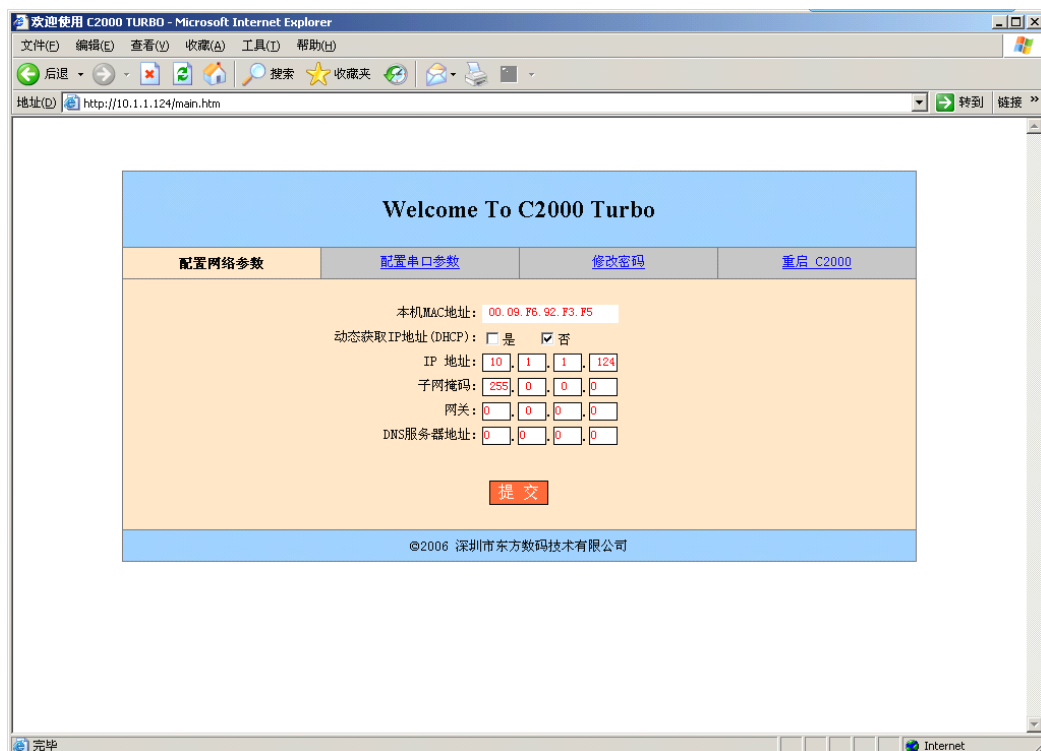 欢迎使用 C2000 TURBO - Microsoft Internet Explorer
文件(F) 编辑(E) 查看(V) 收藏(A) 工具(T) 帮助(H)
后退 搜索 收藏夹
地址(D) http://10.1.1.124/main.htm 转到 链接 »
Welcome To C2000 Turbo
配置网络参数 配置串口参数 修改密码 重启 C2000
本机MAC地址: 00.09.F6.92.F3.F5
动态获取IP地址(DHCP): 是 否
IP 地址: 10 . 1 . 1 . 124
子网掩码: 255 . 0 . 0 . 0
网关: 0 . 0 . 0 . 0
DNS服务器地址: 0 . 0 . 0 . 0
提 交
©2006 深圳市东方数码技术有限公司
完毕 Internet